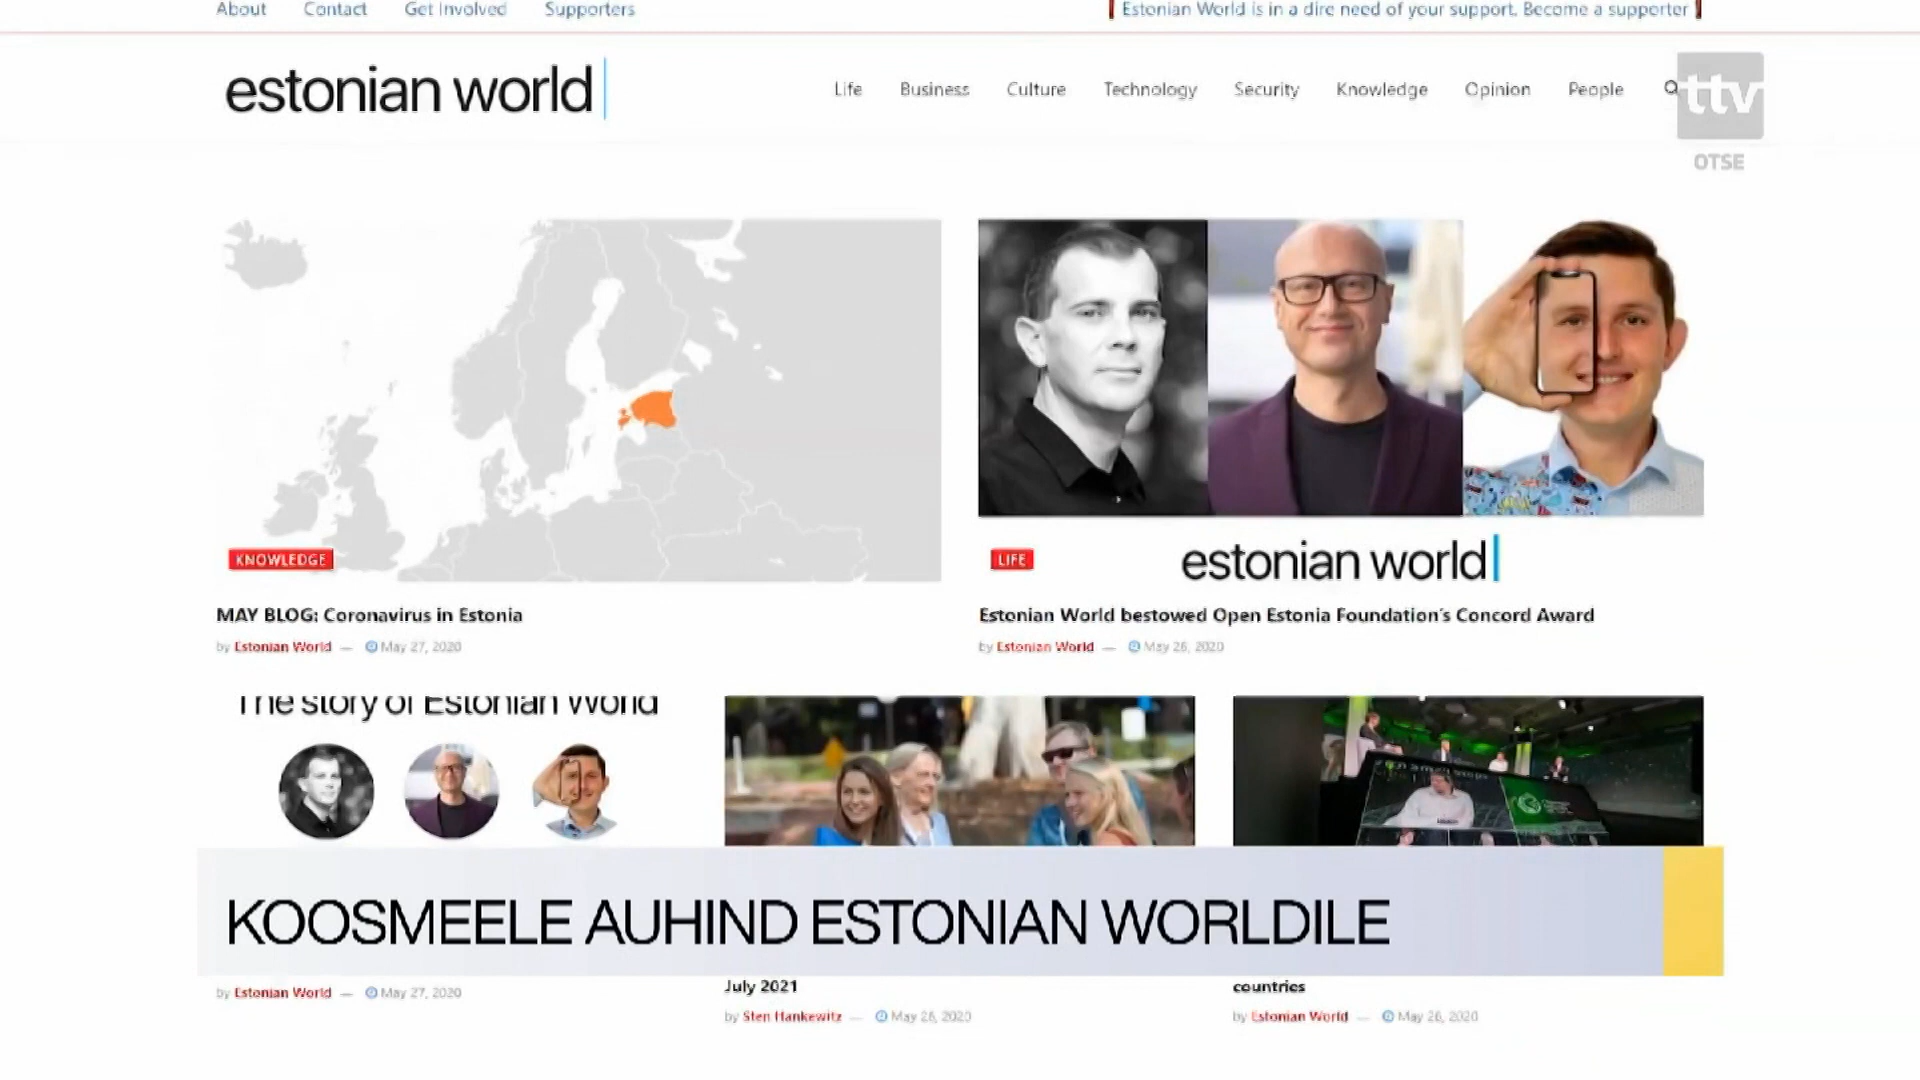 About Contact Get Involved Supporters
Estonian World is in a dire need of your support. Become a supporter
estonian world
Life Business Culture Technology Security Knowledge Opinion People
ttv
OTSE
KNOWLEDGE
MAY BLOG: Coronavirus in Estonia
by Estonian World — May 27, 2020
LIFE
estonian world
Estonian World bestowed Open Estonia Foundation's Concord Award
by Estonian World — May 26, 2020
The story of Estonian World
KOOSMEELE AUHIND ESTONIAN WORLDILE
by Estonian World — May 27, 2020
July 2021
by Sten Hankewitz — May 26, 2020
countries
by Estonian World — May 26, 2020